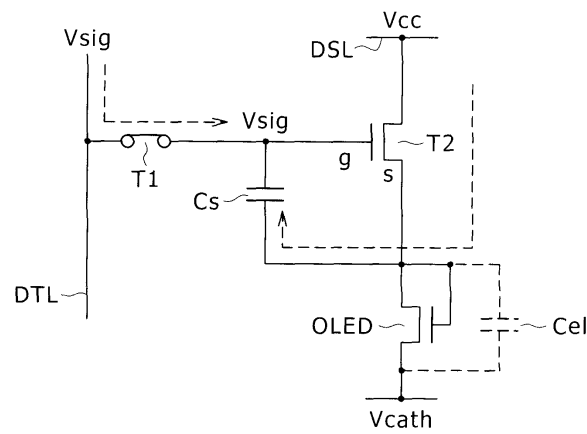 Vcc
Vsig
DSL
Vsig
T2
g
s
T1
Cs
DTL
OLED
Cel
Vcath